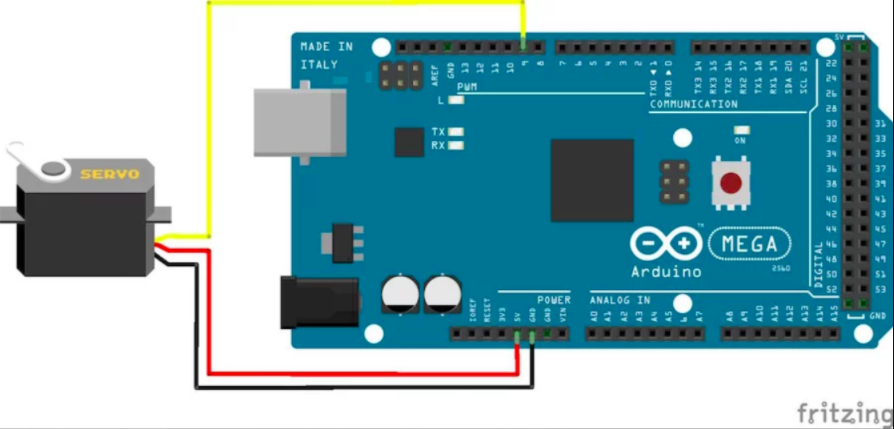 MADE IN
ITALY
AREF
GND
13
12
11
10
9
8
7
6
5
4
3
2
TX0 ◄ 1
RX0 ► 0
TX3 14
RX3 15
TX2 16
RX2 17
TX1 18
RX1 19
SDA 20
SCL 21
5V
PWM
COMMUNICATION
L
TX
RX
ON
SERVO
22
24
26
28
30
32
34
36
38
40
42
44
46
48
50
52
31
33
35
37
39
41
43
45
47
49
51
53
DIGITAL
GND
TM
MEGA
2560
Arduino
POWER
ANALOG IN
IOREF
RESET
3V3
5V
GND
GND
VIN
A0
A1
A2
A3
A4
A5
A7
A8
A9
A10
A11
A12
A13
A14
A15
fritzing